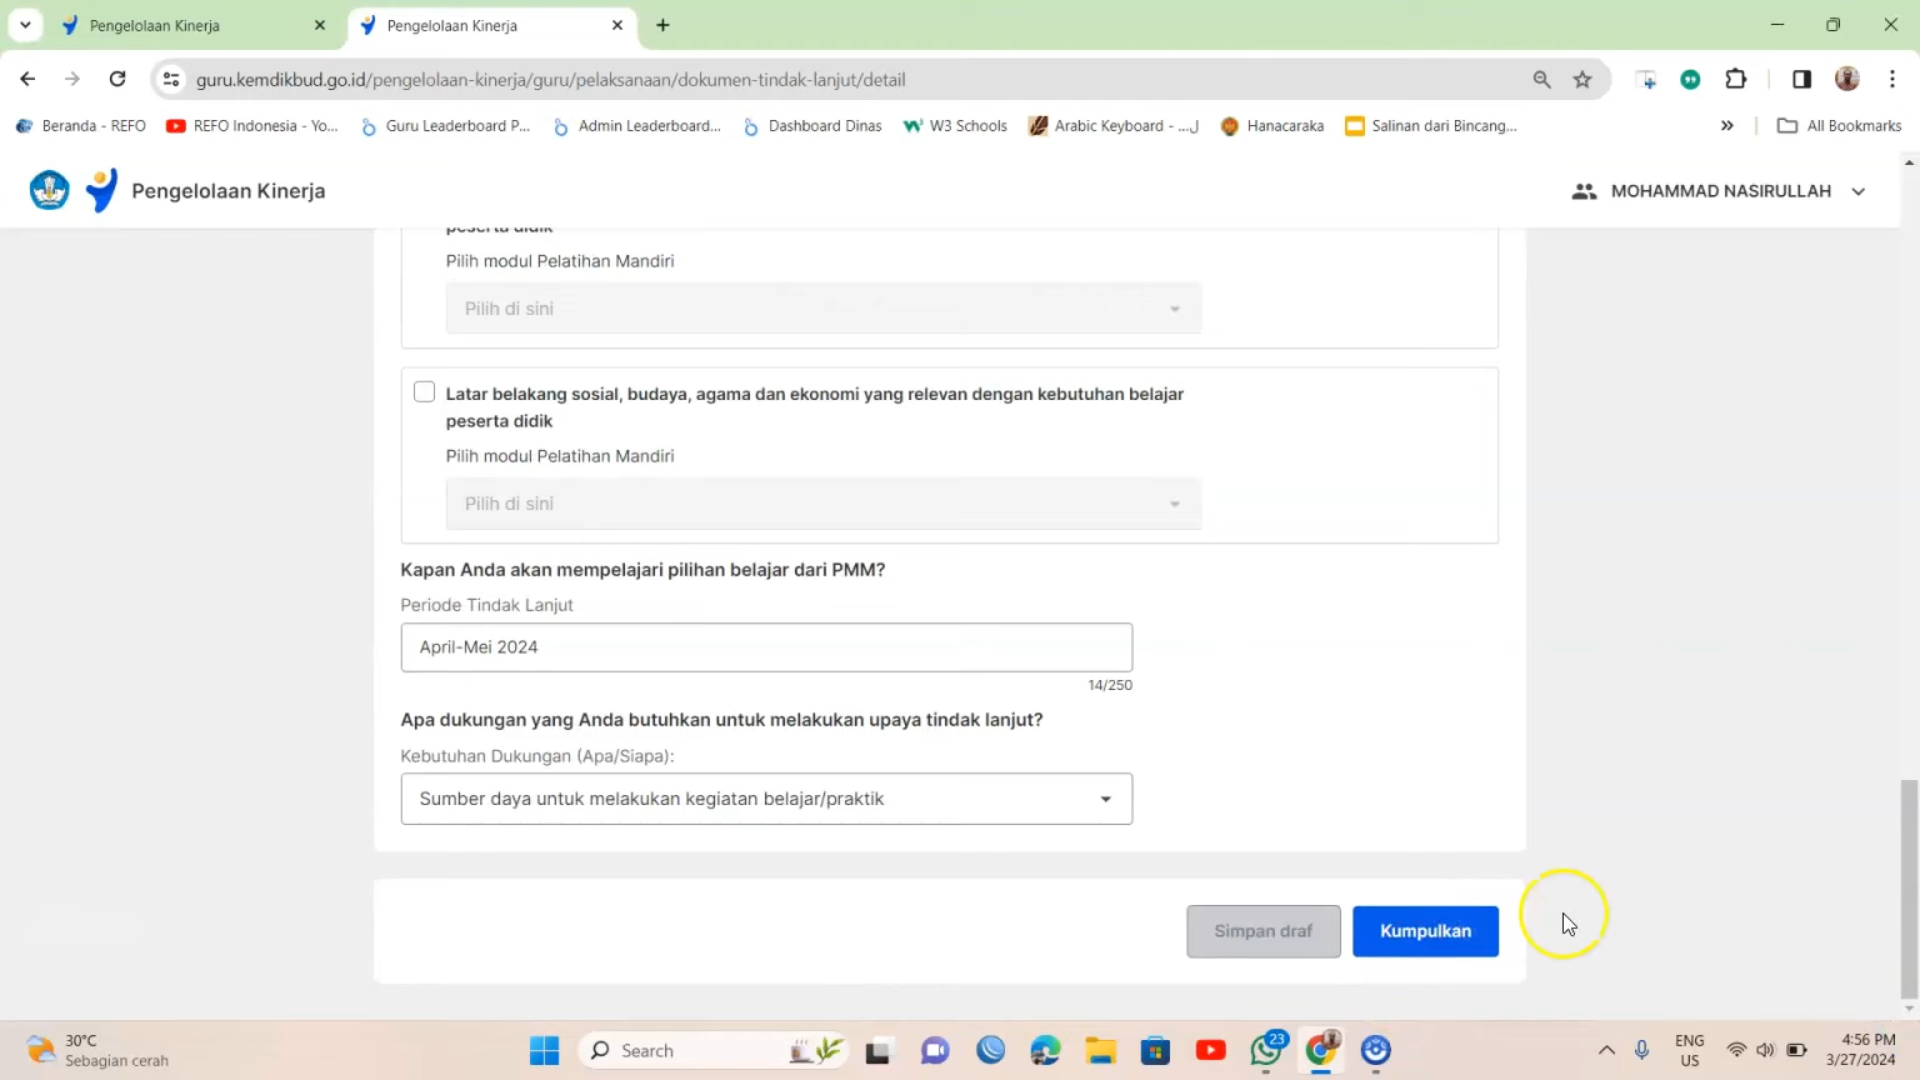 Pengelolaan Kinerja
Pengelolaan Kinerja
guru.kemdikbud.go.id/pengelolaan-kinerja/guru/pelaksanaan/dokumen-tindak-lanjut/detail
Beranda - REFO
REFO Indonesia - Yo...
Guru Leaderboard P...
Admin Leaderboard...
Dashboard Dinas
W3 Schools
Arabic Keyboard - ...ل
Hanacaraka
Salinan dari Bincang...
All Bookmarks
Pengelolaan Kinerja
MOHAMMAD NASIRULLAH
peserta didik
Pilih modul Pelatihan Mandiri
Pilih di sini
Latar belakang sosial, budaya, agama dan ekonomi yang relevan dengan kebutuhan belajar
peserta didik
Pilih modul Pelatihan Mandiri
Pilih di sini
Kapan Anda akan mempelajari pilihan belajar dari PMM?
Periode Tindak Lanjut
April-Mei 2024
14/250
Apa dukungan yang Anda butuhkan untuk melakukan upaya tindak lanjut?
Kebutuhan Dukungan (Apa/Siapa):
Sumber daya untuk melakukan kegiatan belajar/praktik
Simpan draf
Kumpulkan
30°C
Sebagian cerah
Search
23
ENG
US
4:56 PM
3/27/2024